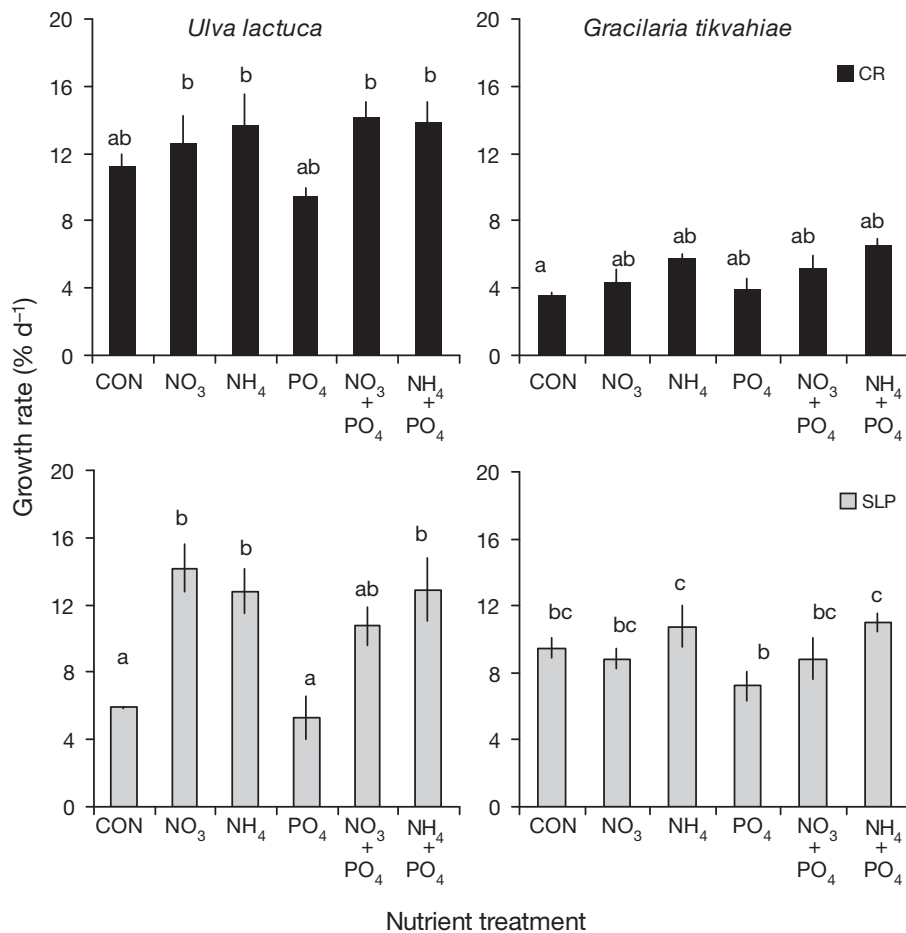 Ulva lactuca
Gracilaria tikvahiae
20
16
12
8
4
0
ab
b
b
ab
b
b
CON NO₃ NH₄ PO₄ NO₃ + PO₄ NH₄ + PO₄
20
16
12
8
4
0
CR
a
ab
ab
ab
ab
ab
CON NO₃ NH₄ PO₄ NO₃ + PO₄ NH₄ + PO₄
Growth rate (% d⁻¹)
20
16
12
8
4
0
a
b
b
a
ab
b
CON NO₃ NH₄ PO₄ NO₃ + PO₄ NH₄ + PO₄
20
16
12
8
4
0
SLP
bc
bc
c
b
bc
c
CON NO₃ NH₄ PO₄ NO₃ + PO₄ NH₄ + PO₄
Nutrient treatment